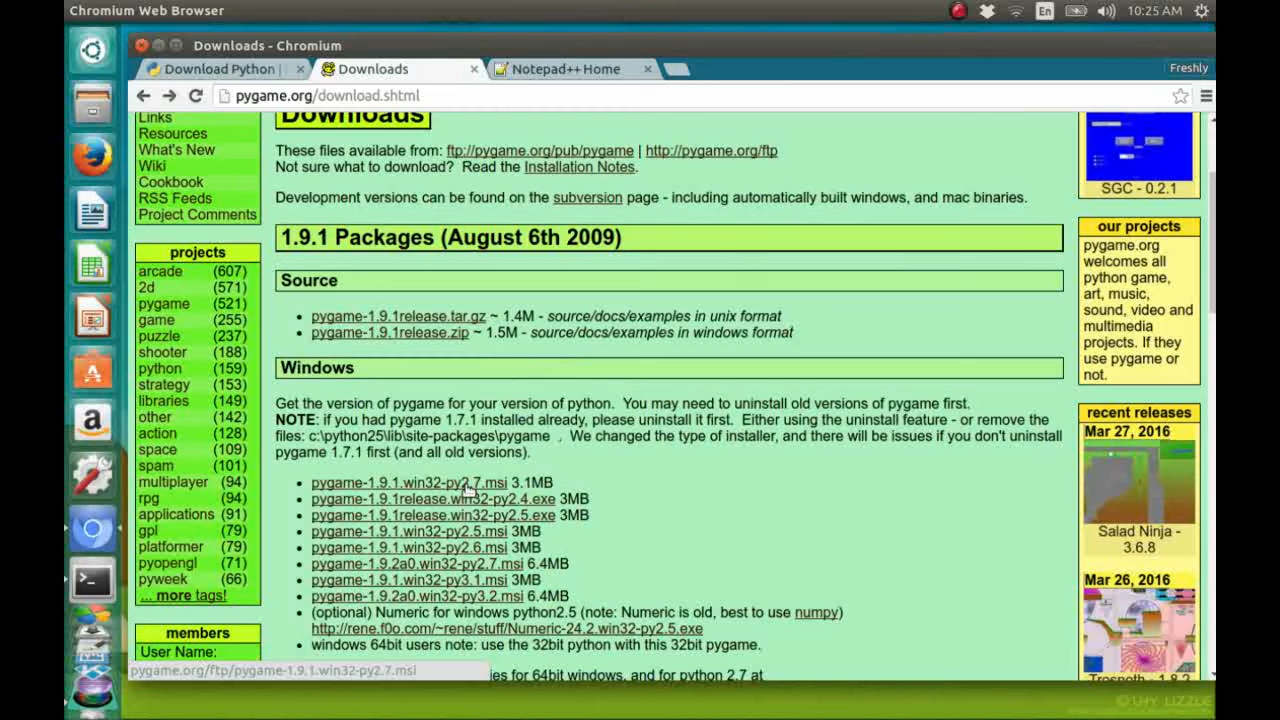 Chromium Web Browser
En
10:25 AM
Downloads - Chromium
Download Python |
Downloads
Notepad++ Home
Freshly
pygame.org/download.shtml
Links
Resources
What's New
Wiki
Cookbook
RSS Feeds
Project Comments
projects
arcade (607)
2d (571)
pygame (521)
game (255)
puzzle (237)
shooter (188)
python (159)
strategy (153)
libraries (149)
other (142)
action (128)
space (109)
spam (101)
multiplayer (94)
rpg (94)
applications (91)
gpl (79)
platformer (79)
pyopengl (71)
pyweek (66)
... more tags!
members
User Name:
Downloads
These files available from: ftp://pygame.org/pub/pygame | http://pygame.org/ftp
Not sure what to download? Read the Installation Notes.
Development versions can be found on the subversion page - including automatically built windows, and mac binaries.
1.9.1 Packages (August 6th 2009)
Source
pygame-1.9.1release.tar.gz ~ 1.4M - source/docs/examples in unix format
pygame-1.9.1release.zip ~ 1.5M - source/docs/examples in windows format
Windows
Get the version of pygame for your version of python. You may need to uninstall old versions of pygame first.
NOTE: if you had pygame 1.7.1 installed already, please uninstall it first. Either using the uninstall feature - or remove the
files: c:\python25\lib\site-packages\pygame . We changed the type of installer, and there will be issues if you don't uninstall
pygame 1.7.1 first (and all old versions).
pygame-1.9.1.win32-py2.7.msi 3.1MB
pygame-1.9.1release.win32-py2.4.exe 3MB
pygame-1.9.1release.win32-py2.5.exe 3MB
pygame-1.9.1.win32-py2.5.msi 3MB
pygame-1.9.1.win32-py2.6.msi 3MB
pygame-1.9.2a0.win32-py2.7.msi 6.4MB
pygame-1.9.1.win32-py3.1.msi 3MB
pygame-1.9.2a0.win32-py3.2.msi 6.4MB
(optional) Numeric for windows python2.5 (note: Numeric is old, best to use numpy)
http://rene.f0o.com/~rene/stuff/Numeric-24.2.win32-py2.5.exe
windows 64bit users note: use the 32bit python with this 32bit pygame.
ies for 64bit windows, and for python 2.7 at
pygame.org/ftp/pygame-1.9.1.win32-py2.7.msi
SGC - 0.2.1
our projects
pygame.org
welcomes all
python game,
art, music,
sound, video and
multimedia
projects. If they
use pygame or
not.
recent releases
Mar 27, 2016
Salad Ninja -
3.6.8
Mar 26, 2016